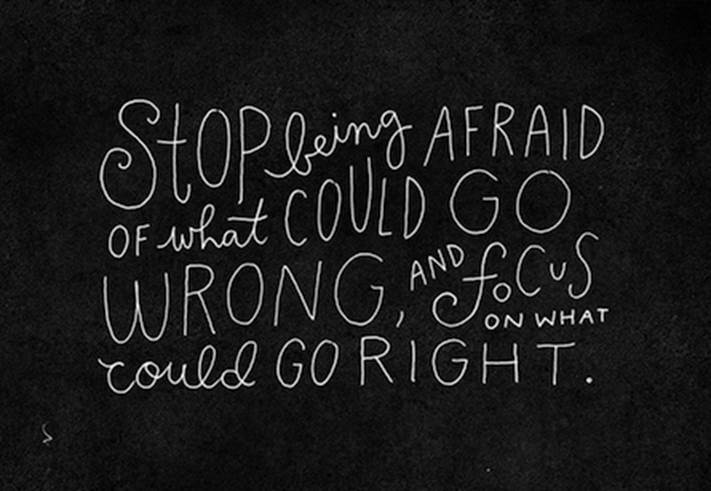 StOP being AFRAID
OF what COULD GO
WRONG, AND foCuS
ON WHAT
could GO RIGHT.